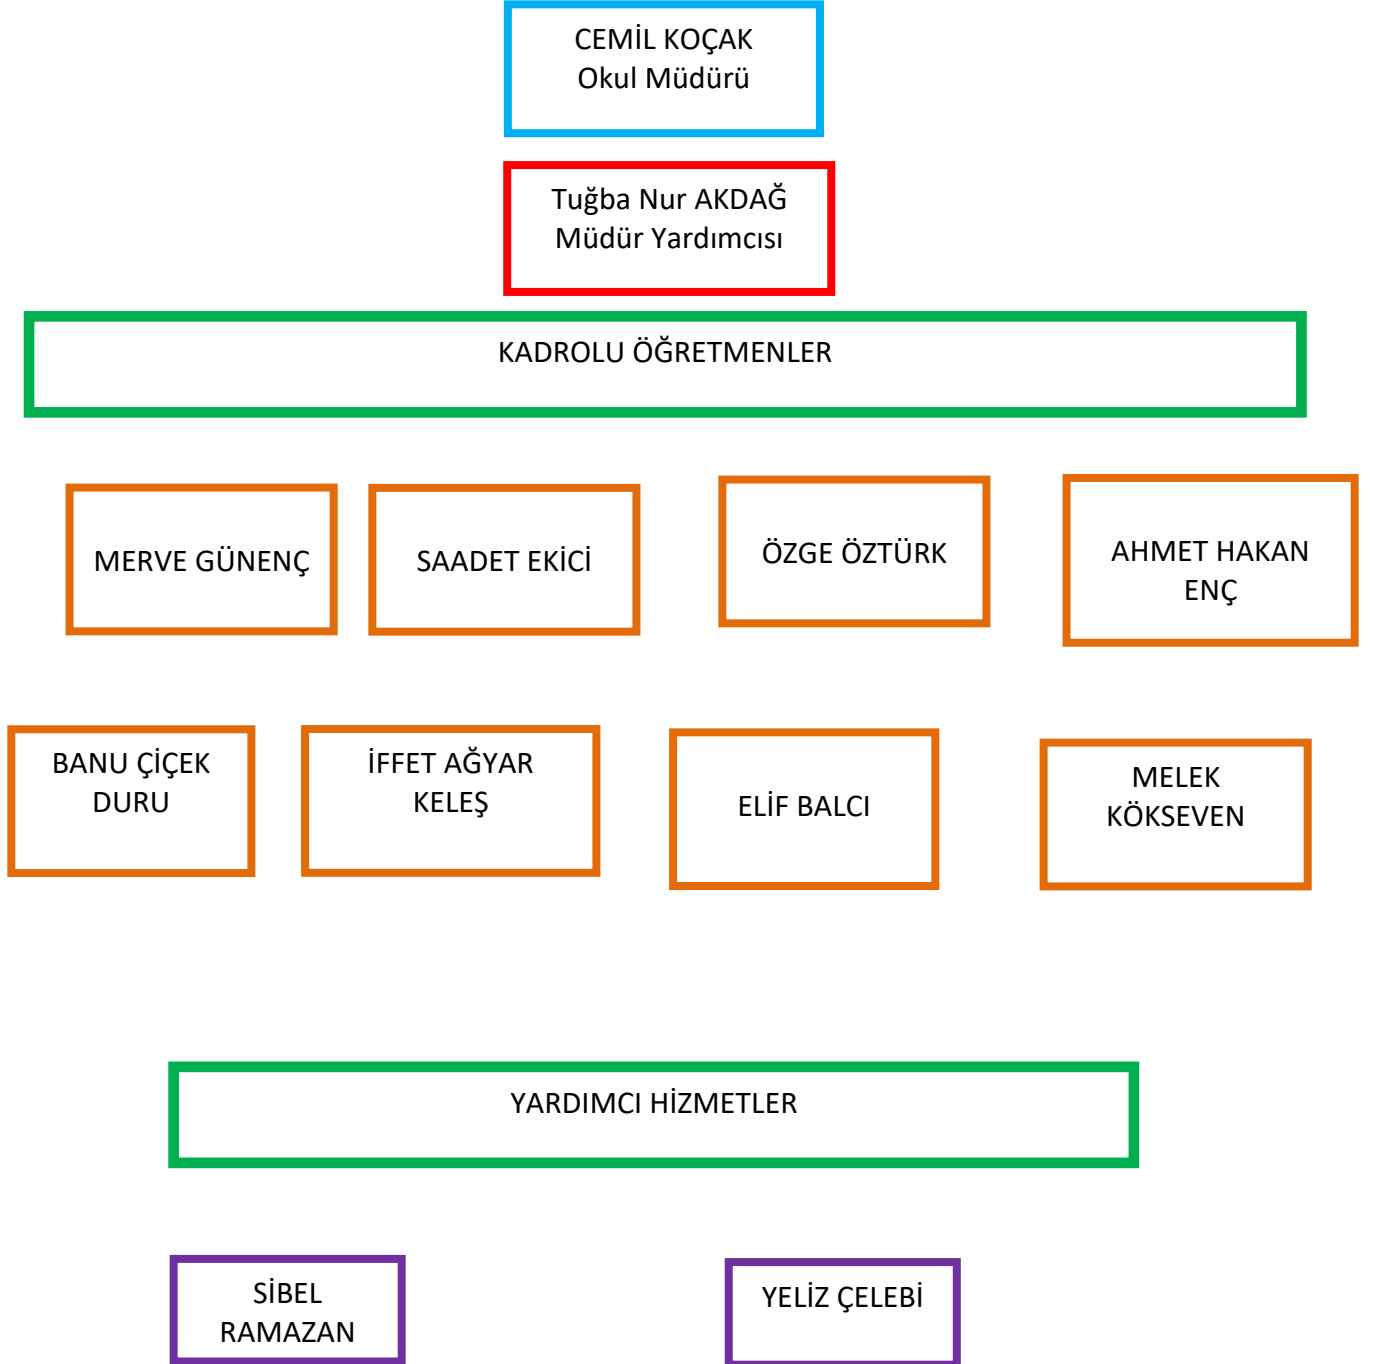 CEMİL KOÇAK
Okul Müdürü
Tuğba Nur AKDAĞ
Müdür Yardımcısı
KADROLU ÖĞRETMENLER
MERVE GÜNENÇ
SAADET EKİCİ
ÖZGE ÖZTÜRK
AHMET HAKAN
ENÇ
BANU ÇİÇEK
DURU
İFFET AĞYAR
KELEŞ
ELİF BALCI
MELEK
KÖKSEVEN
YARDIMCI HİZMETLER
SİBEL
RAMAZAN
YELİZ ÇELEBİ